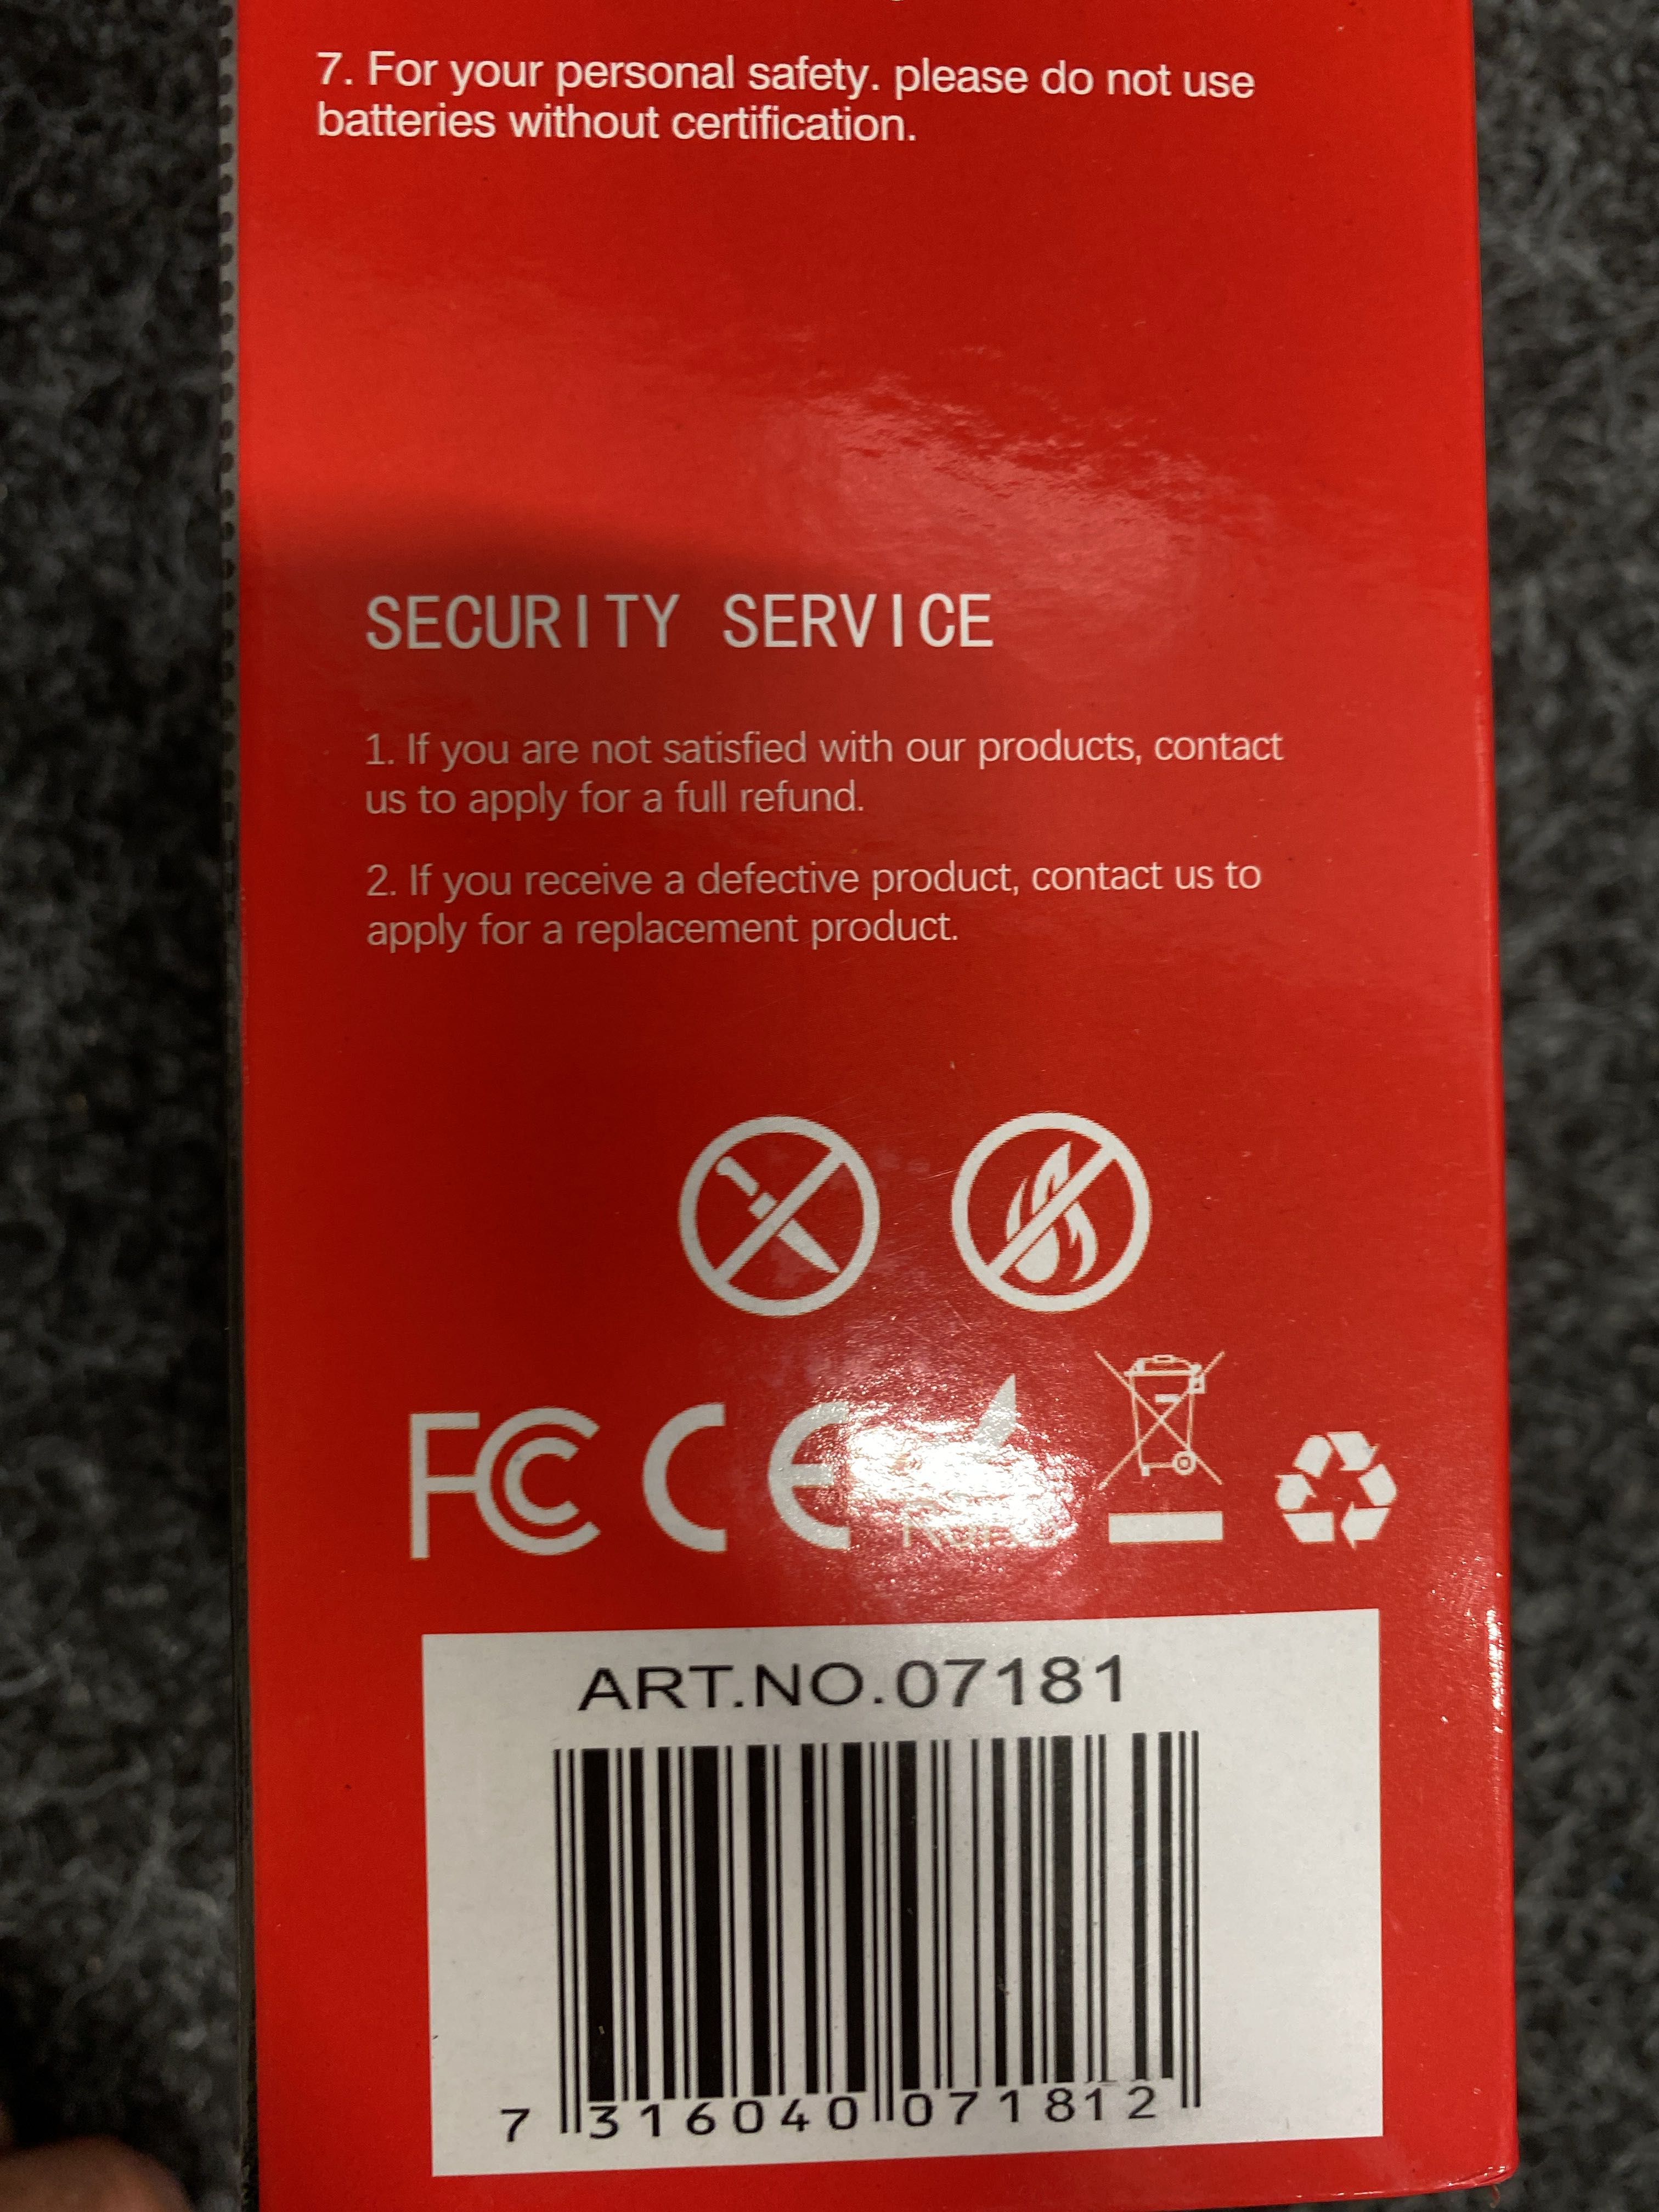 7. For your personal safety. please do not use
batteries without certification.
SECURITY SERVICE
1. If you are not satisfied with our products, contact
us to apply for a full refund.
2. If you receive a defective product, contact us to
apply for a replacement product.
FC CE
ART.NO.07181
7 316040 071812